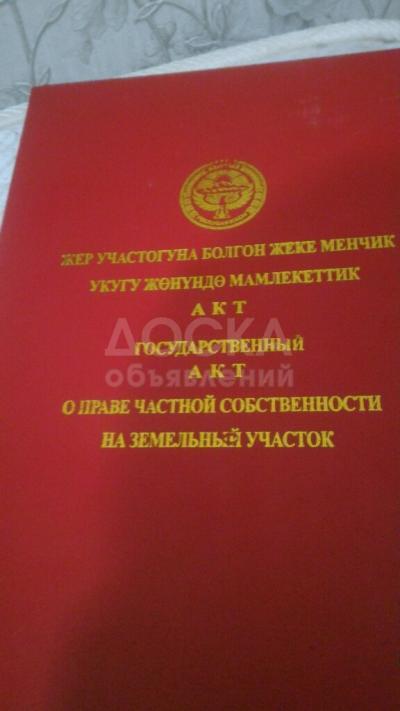 ЖЕР УЧАСТОГУНА БОЛГОН ЖЕКЕ МЕНЧИК
УКУГУ ЖӨНҮНДӨ МАМЛЕКЕТТИК
АКТ
ДОСКА
объявлений
ГОСУДАРСТВЕННЫЙ
АКТ
О ПРАВЕ ЧАСТНОЙ СОБСТВЕННОСТИ
НА ЗЕМЕЛЬНЫЙ УЧАСТОК